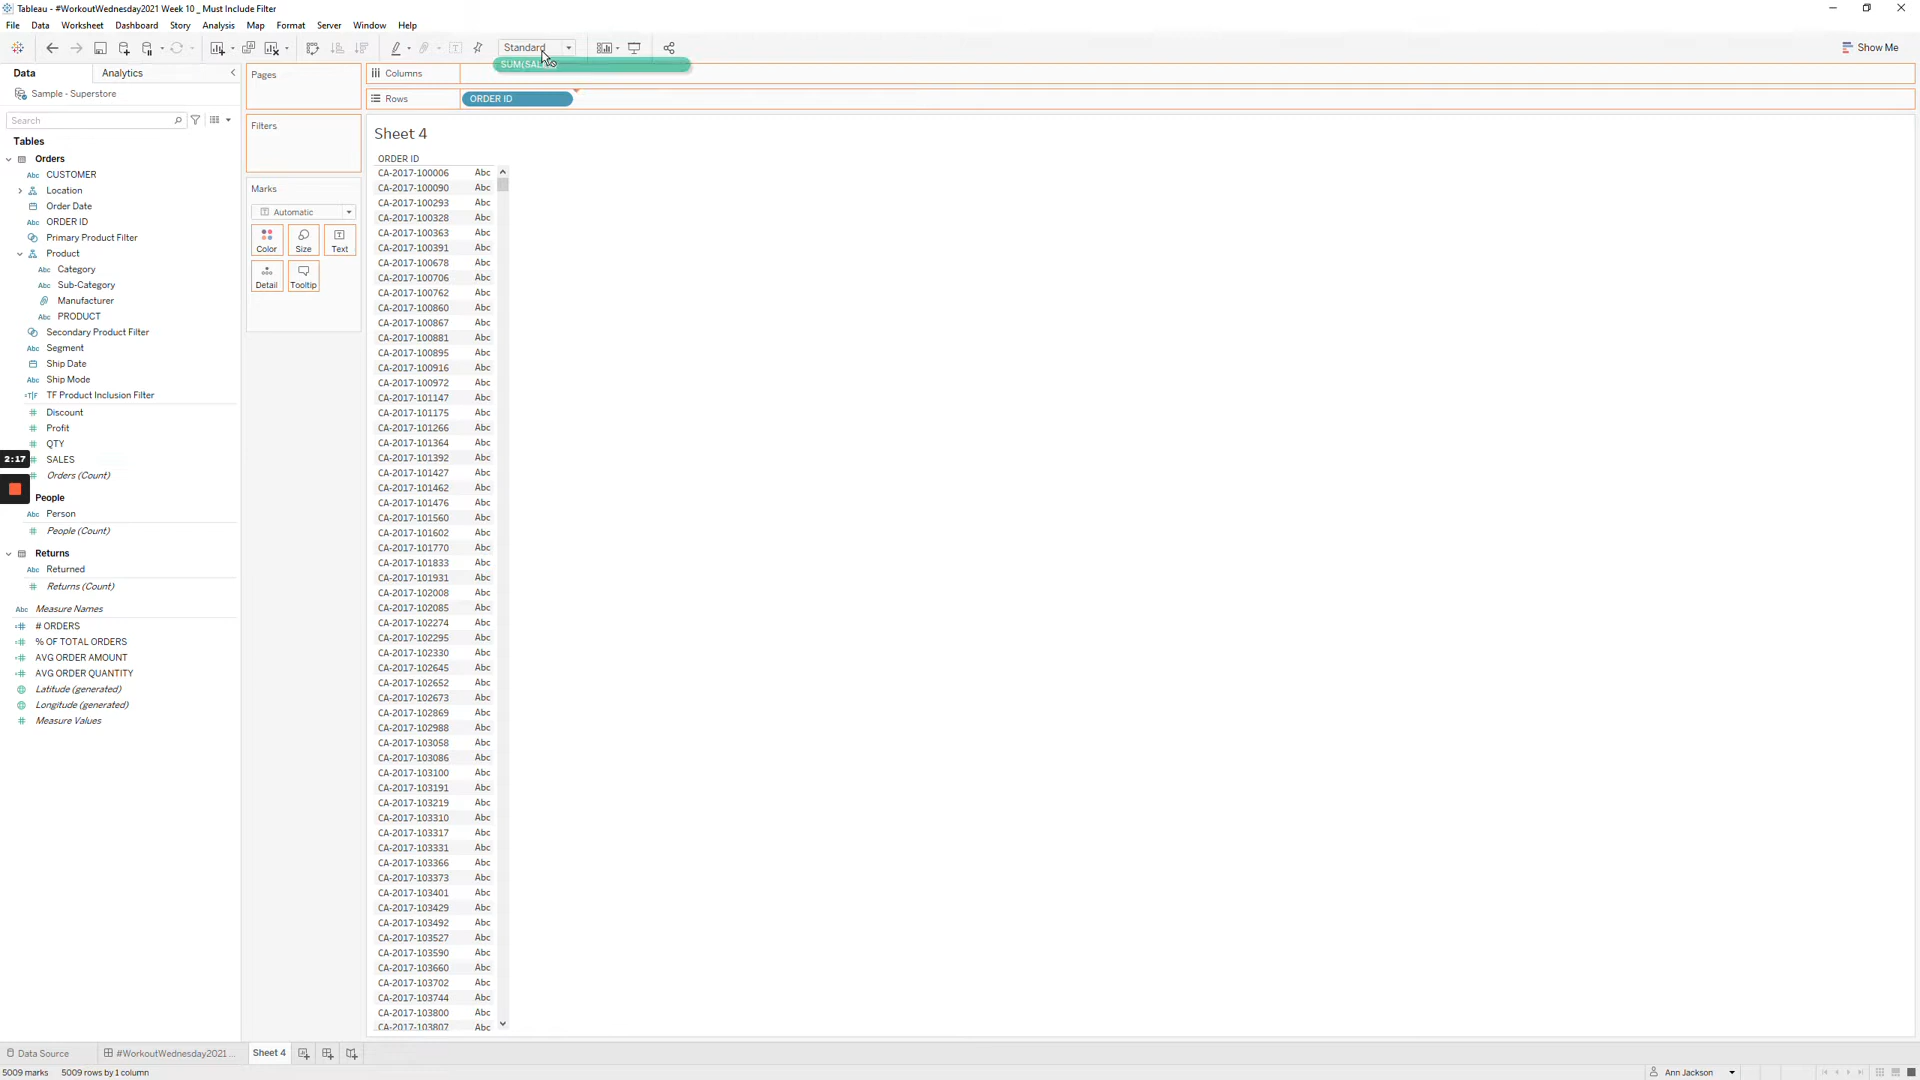 Tableau - #WorkoutWednesday2021 Week 10 _ Must Include Filter
File Data Worksheet Dashboard Story Analysis Map Format Server Window Help
Standard
Show Me
Data Analytics
Sample - Superstore
Search
Tables
Orders
Abc CUSTOMER
Location
Order Date
Abc ORDER ID
Primary Product Filter
Product
Abc Category
Abc Sub-Category
Manufacturer
Abc PRODUCT
Secondary Product Filter
Abc Segment
Ship Date
Abc Ship Mode
=T|F TF Product Inclusion Filter
Discount
Profit
QTY
2:17
SALES
Orders (Count)
People
Abc Person
People (Count)
Returns
Abc Returned
Returns (Count)
Abc Measure Names
# ORDERS
% OF TOTAL ORDERS
AVG ORDER AMOUNT
AVG ORDER QUANTITY
Latitude (generated)
Longitude (generated)
Measure Values
Pages
Filters
Marks
Automatic
Color Size Text
Detail Tooltip
Columns
Rows ORDER ID
Sheet 4
ORDER ID
CA-2017-100006 Abc
CA-2017-100090 Abc
CA-2017-100293 Abc
CA-2017-100328 Abc
CA-2017-100363 Abc
CA-2017-100391 Abc
CA-2017-100678 Abc
CA-2017-100706 Abc
CA-2017-100762 Abc
CA-2017-100860 Abc
CA-2017-100867 Abc
CA-2017-100881 Abc
CA-2017-100895 Abc
CA-2017-100916 Abc
CA-2017-100972 Abc
CA-2017-101147 Abc
CA-2017-101175 Abc
CA-2017-101266 Abc
CA-2017-101364 Abc
CA-2017-101392 Abc
CA-2017-101427 Abc
CA-2017-101462 Abc
CA-2017-101476 Abc
CA-2017-101560 Abc
CA-2017-101602 Abc
CA-2017-101770 Abc
CA-2017-101833 Abc
CA-2017-101931 Abc
CA-2017-102008 Abc
CA-2017-102085 Abc
CA-2017-102274 Abc
CA-2017-102295 Abc
CA-2017-102330 Abc
CA-2017-102645 Abc
CA-2017-102652 Abc
CA-2017-102673 Abc
CA-2017-102869 Abc
CA-2017-102988 Abc
CA-2017-103058 Abc
CA-2017-103086 Abc
CA-2017-103100 Abc
CA-2017-103191 Abc
CA-2017-103219 Abc
CA-2017-103310 Abc
CA-2017-103317 Abc
CA-2017-103331 Abc
CA-2017-103366 Abc
CA-2017-103373 Abc
CA-2017-103401 Abc
CA-2017-103429 Abc
CA-2017-103492 Abc
CA-2017-103527 Abc
CA-2017-103590 Abc
CA-2017-103660 Abc
CA-2017-103702 Abc
CA-2017-103744 Abc
CA-2017-103800 Abc
CA-2017-103807 Abc
Data Source #WorkoutWednesday2021 ... Sheet 4
5009 marks 5009 rows by 1 column Ann Jackson